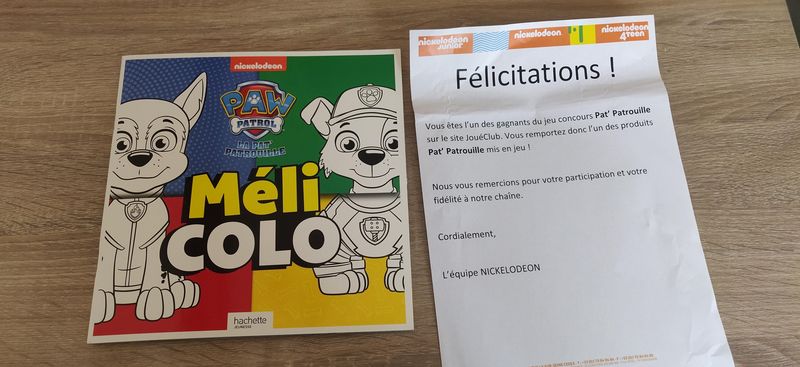 nickelodeon
PAW
PATROL
LA PAT'
PATROUILLE
Méli
COLO
hachette
JEUNESSE
nickelodeon
junior
nickelodeon
nickelodeon
4teen
Félicitations !
Vous êtes l'un des gagnants du jeu concours Pat' Patrouille
sur le site JouéClub. Vous remportez donc l'un des produits
Pat' Patrouille mis en jeu !
Nous vous remercions pour votre participation et votre
fidélité à notre chaîne.
Cordialement,
L'équipe NICKELODEON